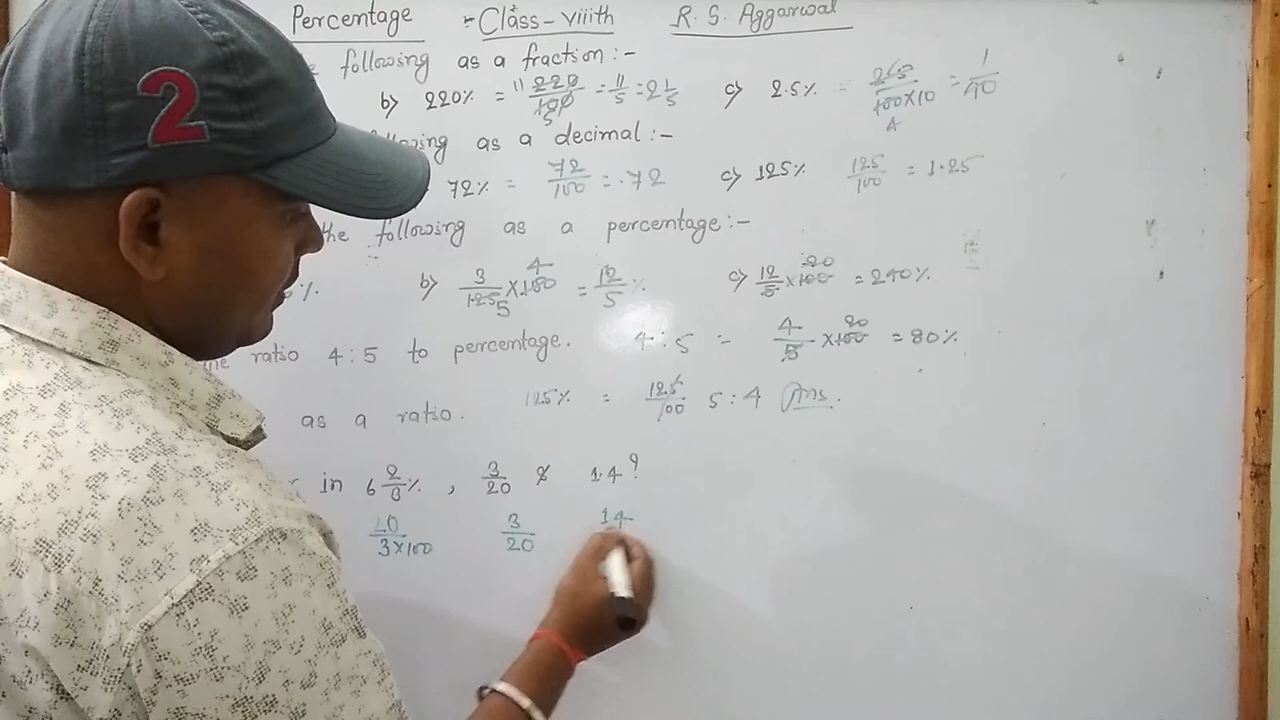 Percentage :- Class-viiith R. S. Aggarwal
following as a fraction :-
b) 220% = 11 220/100 5 = 11/5 = 2 1/5 c) 2.5% = 25/100×10 4 = 1/40
following as a decimal :-
72% = 72/100 = .72 c) 125% 125/100 = 1.25
the following as a percentage :-
%. b) 3/125 5 × 100 4 = 12/5 % c) 12/5 × 100 20 = 240%
the ratio 4:5 to percentage. 4:5 = 4/5 × 100 20 = 80%
as a ratio. 125% = 125/100 5:4 Ans.
in 6 2/3 %, 3/20 & .14?
20/3×100 3/20 14
2